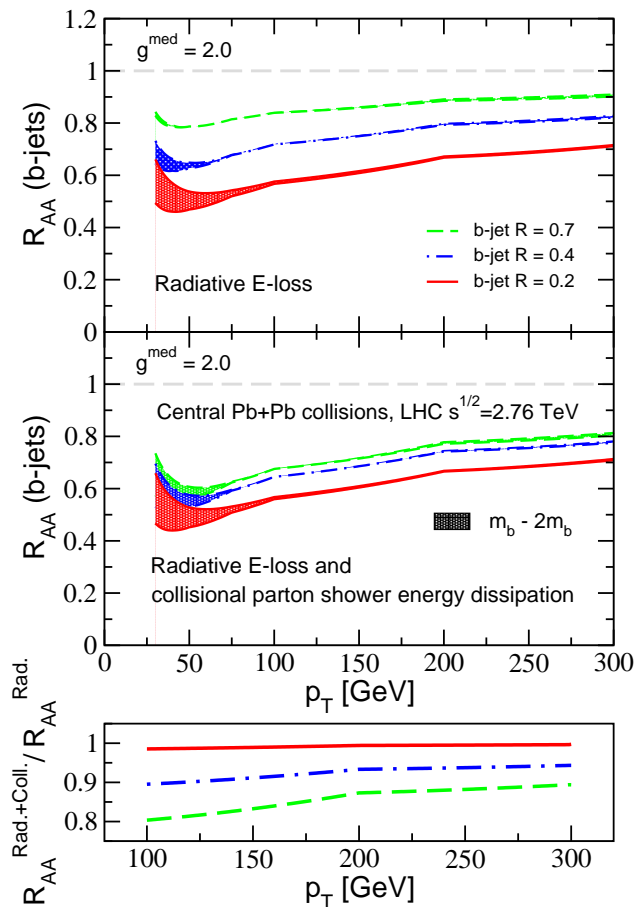 1.2
g^med = 2.0
1
0.8
0.6
0.4
0.2
0
R_AA (b-jets)
b-jet R = 0.7
b-jet R = 0.4
b-jet R = 0.2
Radiative E-loss
g^med = 2.0
1
0.8
0.6
0.4
0.2
0
R_AA (b-jets)
Central Pb+Pb collisions, LHC s^1/2=2.76 TeV
m_b - 2m_b
Radiative E-loss and
collisional parton shower energy dissipation
0 50 100 150 200 250 300
p_T [GeV]
R_AA^Rad.+Coll. / R_AA^Rad.
1
0.9
0.8
100 150 200 250 300
p_T [GeV]